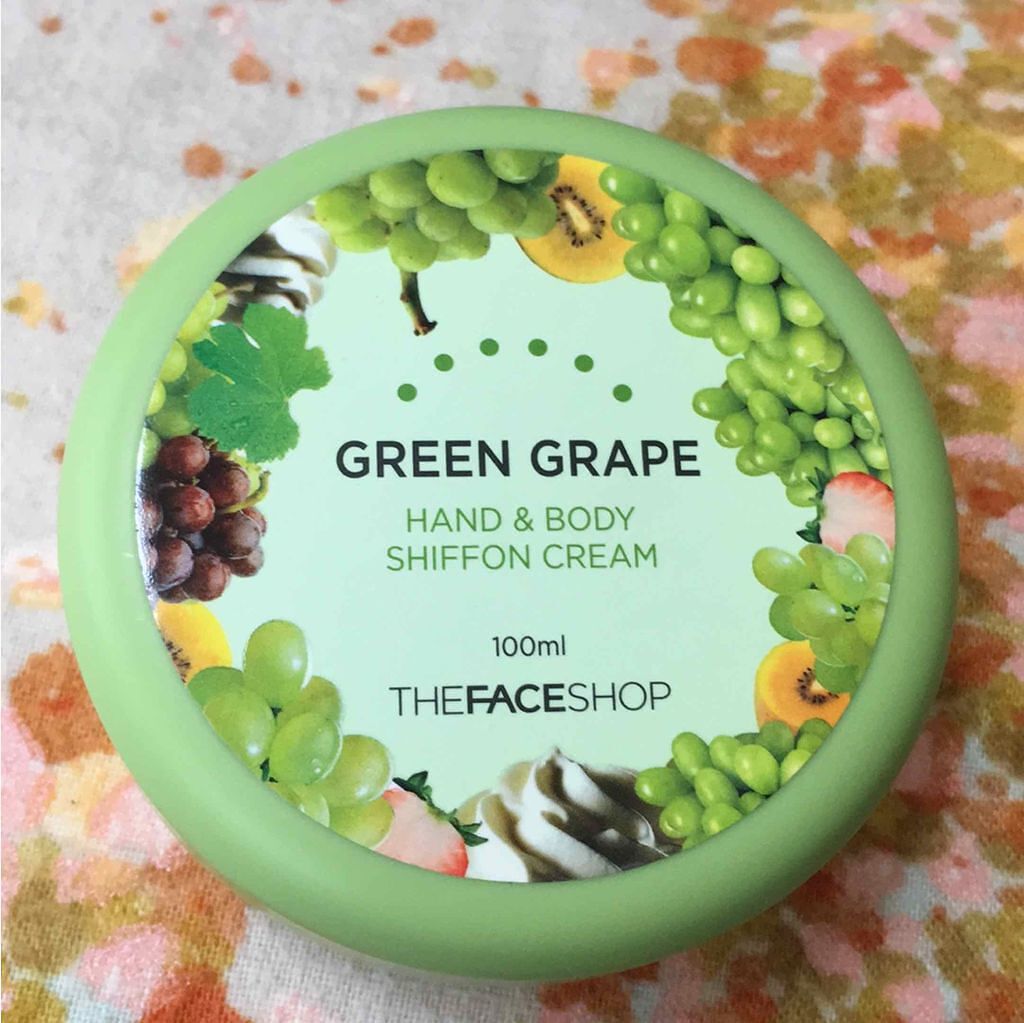 GREEN GRAPE
HAND & BODY
SHIFFON CREAM
100ml
THEFACESHOP